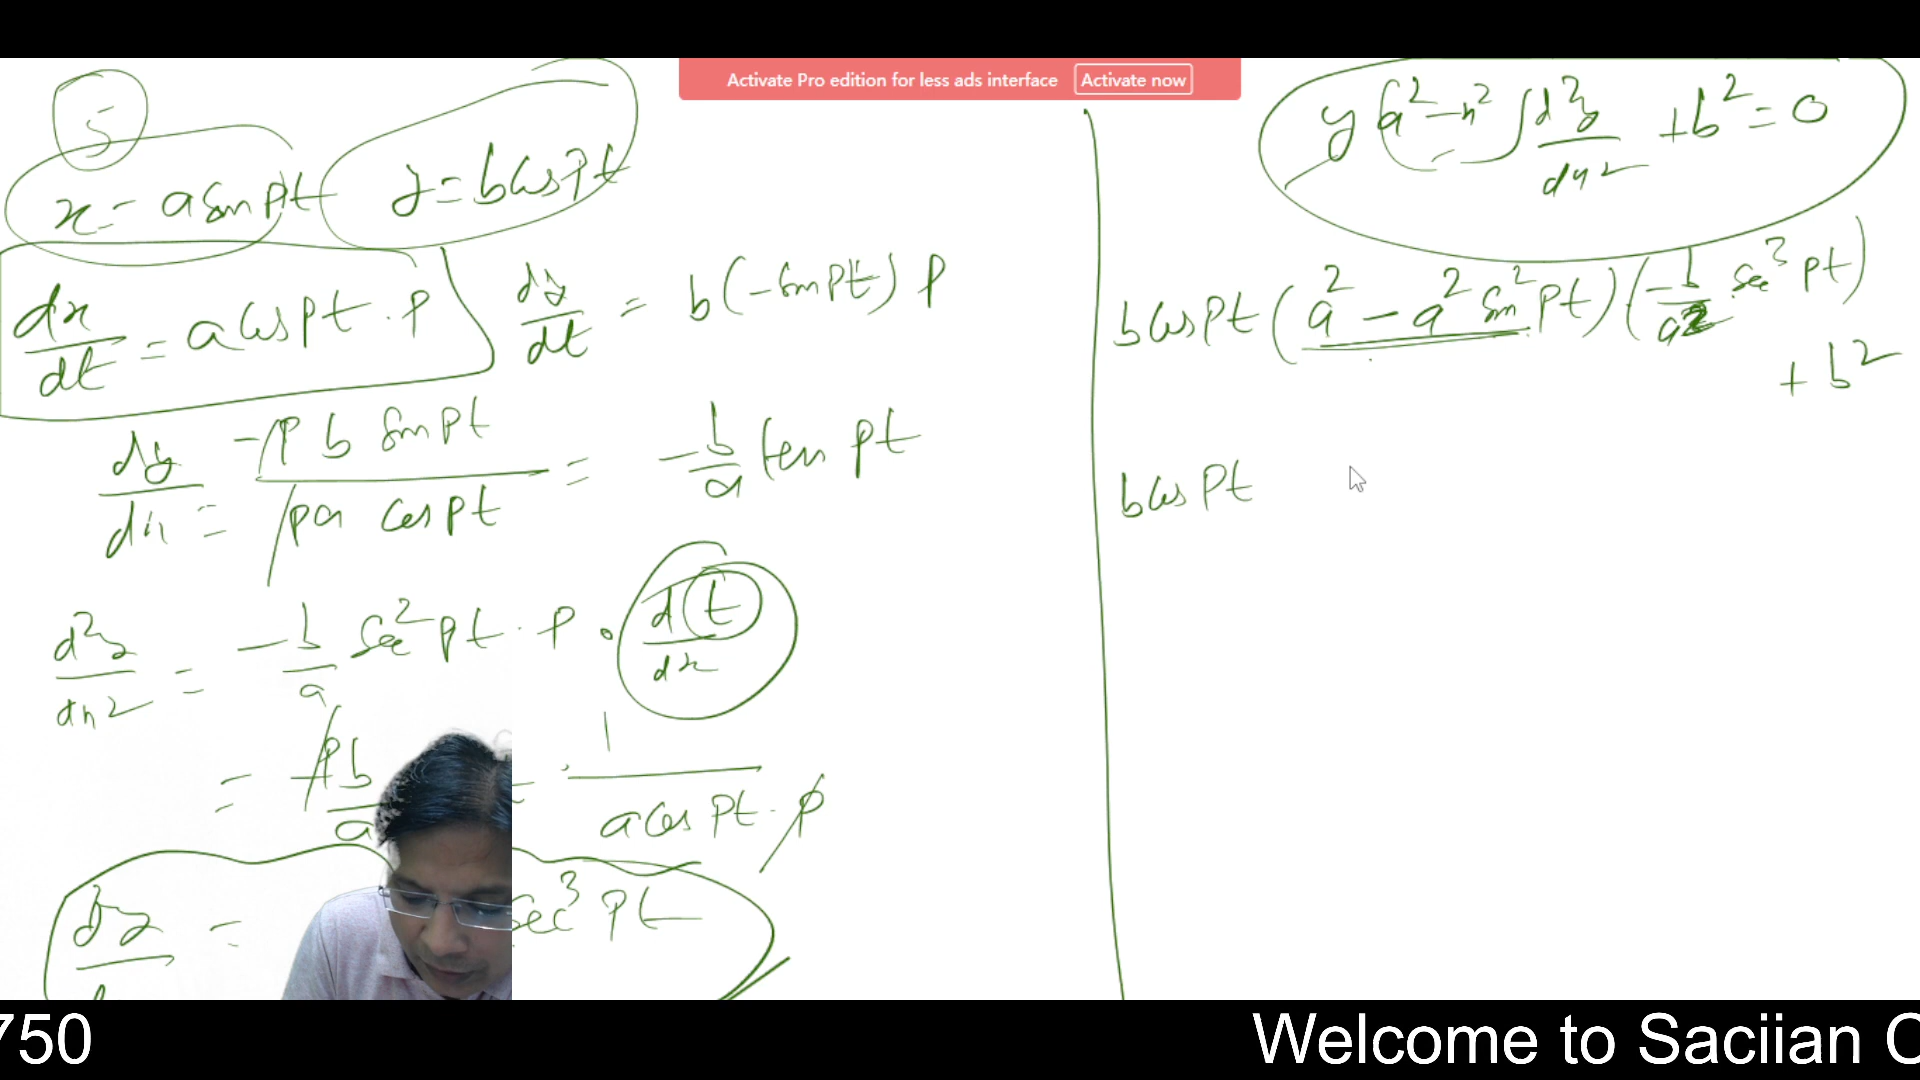 Activate Pro edition for less ads interface Activate now
5
x = a sin pt y = b cos pt
dx/dt = a cos pt . p dy/dt = b(-sin pt) p
dy/dx = -p b sin pt / pa cos pt = -b/a tan pt
d²y/dx² = -b/a sec² pt . p . d(t)/dx
= -pb/a 1/a cos pt . p
d²y = sec³ pt
y(a²-x²) d²y/dx² + b² = 0
b cos pt (a² - a² sin² pt) . (-b/a2 sec³ pt)
+ b²
b cos pt
750 Welcome to Saciian C